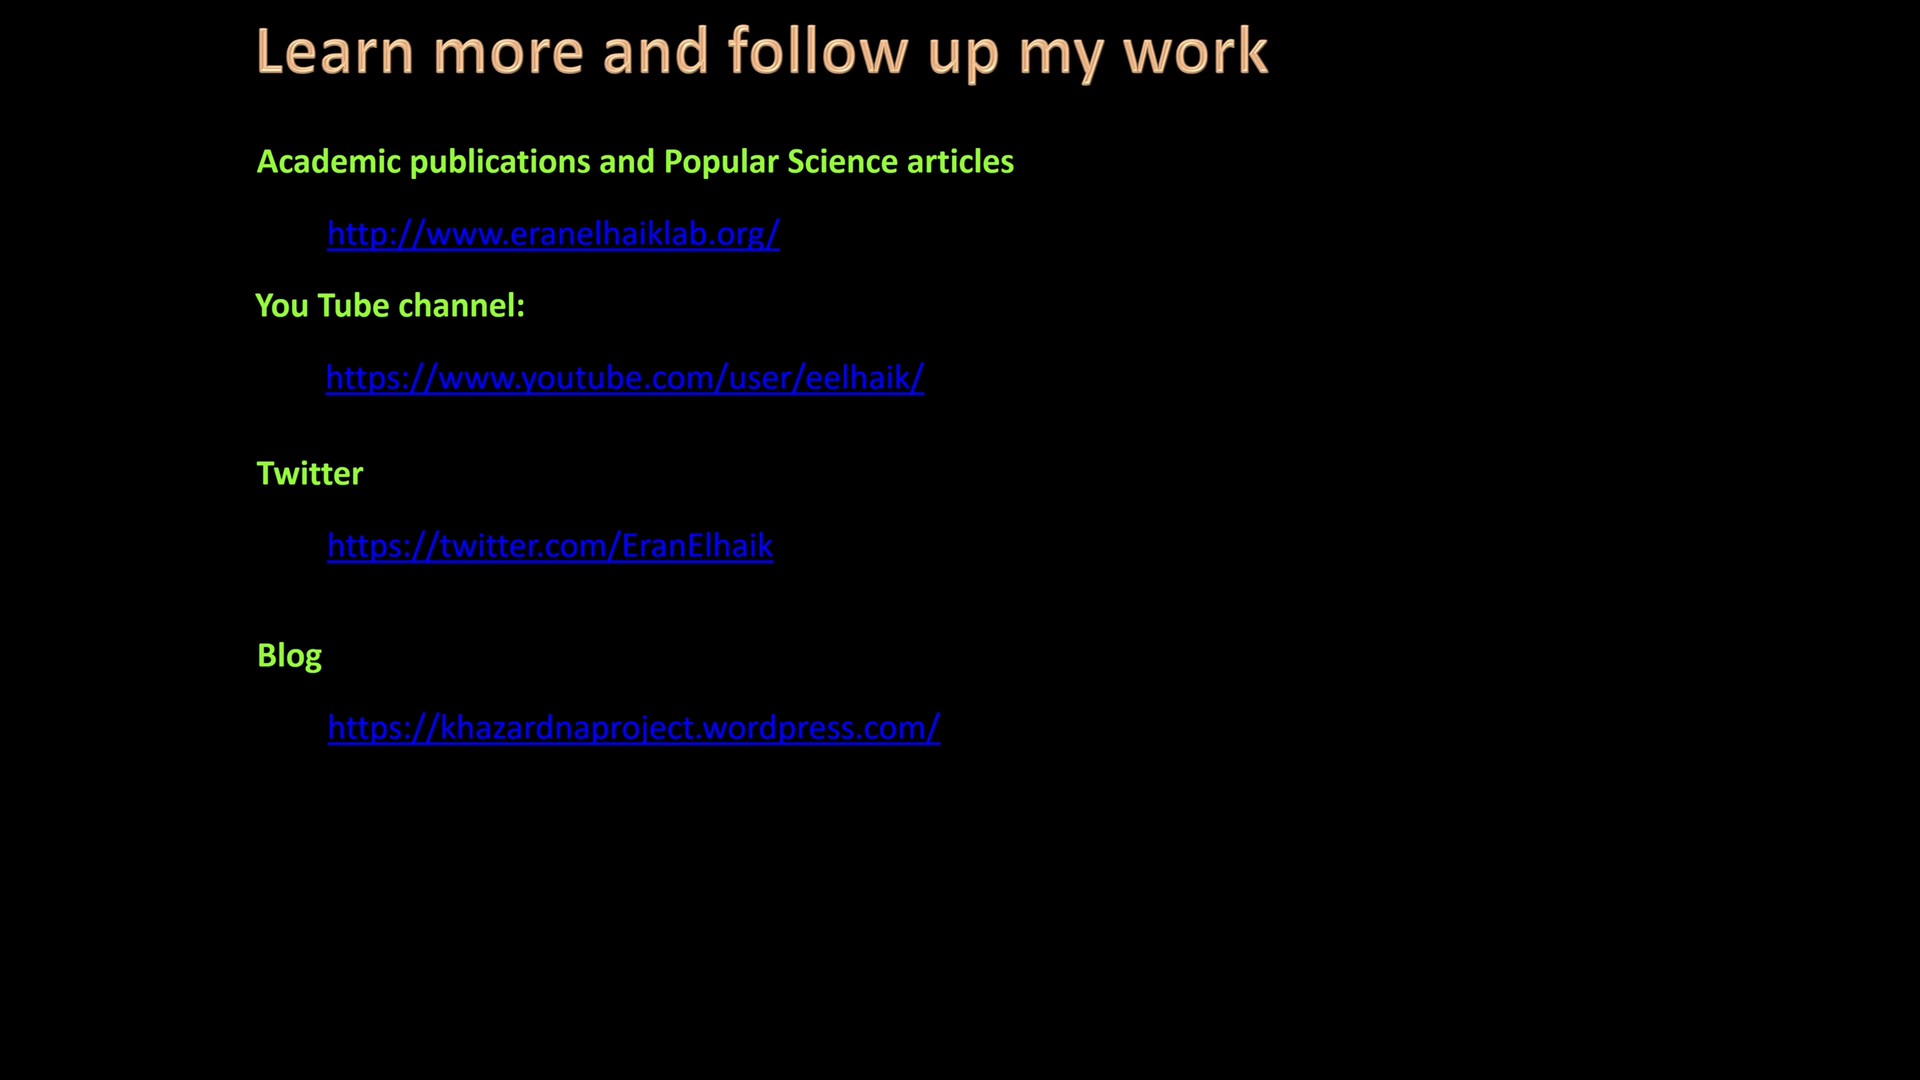 Learn more and follow up my work
Academic publications and Popular Science articles
http://www.eranelhaiklab.org/
You Tube channel:
https://www.youtube.com/user/eelhaik/
Twitter
https://twitter.com/EranElhaik
Blog
https://khazardnaproject.wordpress.com/